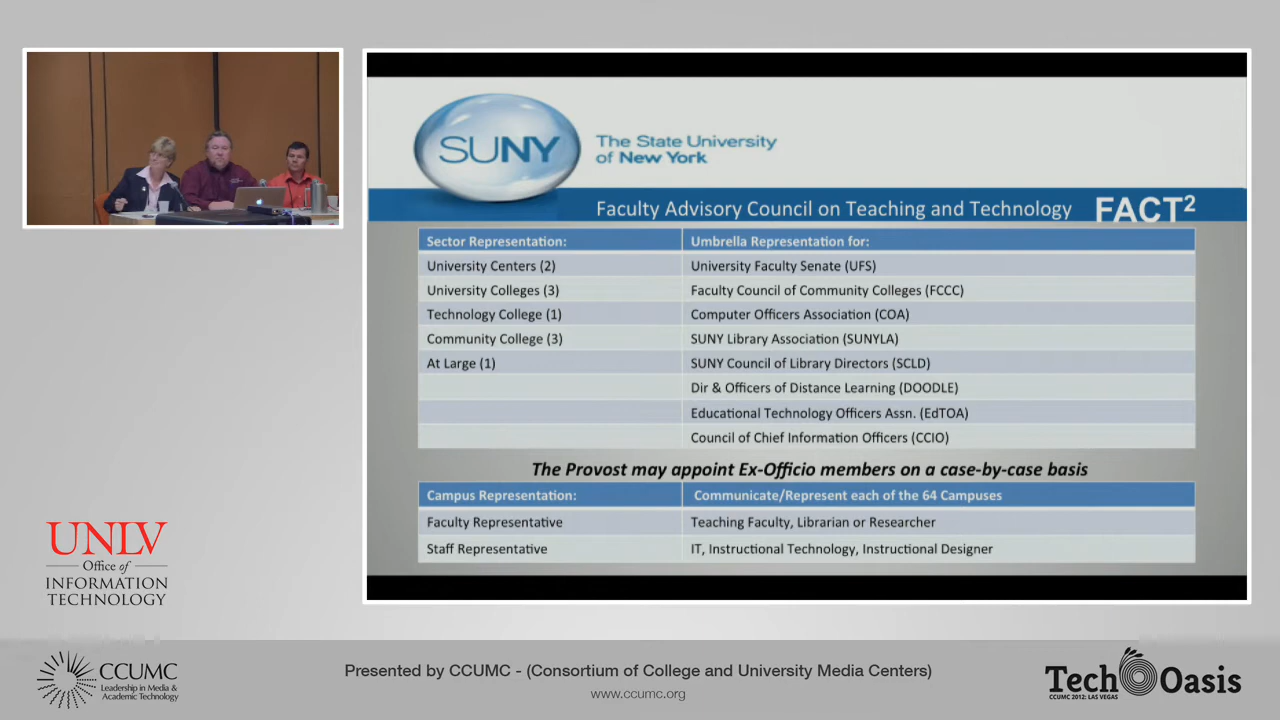 SUNY
The State University
of New York
Faculty Advisory Council on Teaching and Technology FACT2
Sector Representation: Umbrella Representation for:
University Centers (2) University Faculty Senate (UFS)
University Colleges (3) Faculty Council of Community Colleges (FCCC)
Technology College (1) Computer Officers Association (COA)
Community College (3) SUNY Library Association (SUNYLA)
At Large (1) SUNY Council of Library Directors (SCLD)
Dir & Officers of Distance Learning (DOODLE)
Educational Technology Officers Assn. (EdTOA)
Council of Chief Information Officers (CCIO)
The Provost may appoint Ex-Officio members on a case-by-case basis
Campus Representation: Communicate/Represent each of the 64 Campuses
Faculty Representative Teaching Faculty, Librarian or Researcher
Staff Representative IT, Instructional Technology, Instructional Designer
UNLV
Office of
INFORMATION
TECHNOLOGY
CCUMC
Leadership in Media &
Academic Technology
Presented by CCUMC - (Consortium of College and University Media Centers)
www.ccumc.org
Tech Oasis
CCUMC 2012: LAS VEGAS